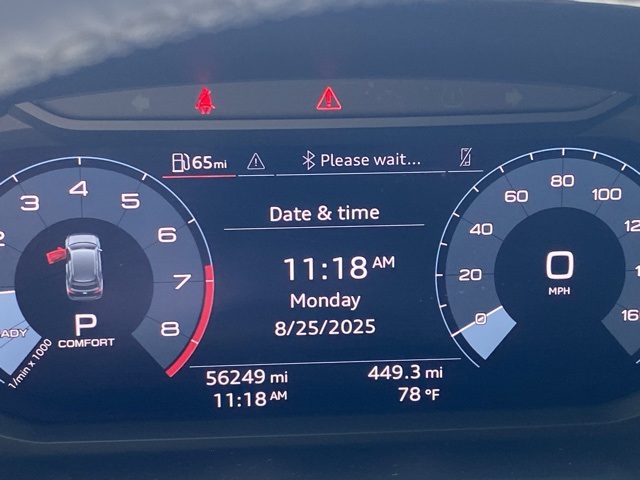 65mi
Please wait...
Date & time
11:18 AM
Monday
8/25/2025
56249 mi 449.3 mi
11:18 AM 78 °F
2 3 4 5 6 7 8
P
COMFORT
1/min x 1000
0 20 40 60 80 100
0
MPH